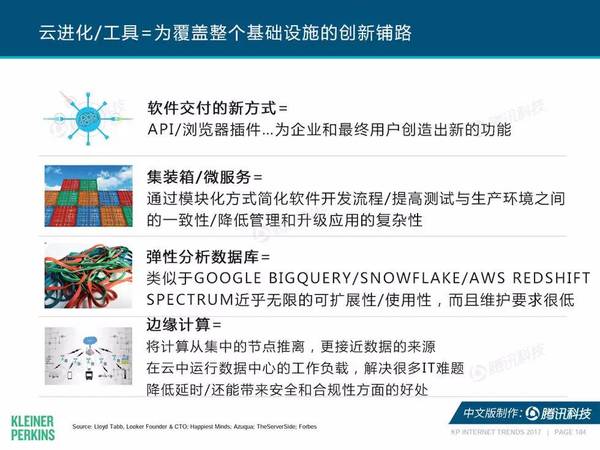 云进化/工具=为覆盖整个基础设施的创新铺路
腾讯科技
软件交付的新方式=
API/浏览器插件...为企业和最终用户创造出新的功能
集装箱/微服务=
通过模块化方式简化软件开发流程/提高测试与生产环境之间
的一致性/降低管理和升级应用的复杂性
弹性分析数据库=
类似于GOOGLE BIGQUERY/SNOWFLAKE/AWS REDSHIFT
SPECTRUM近乎无限的可扩展性/使用性，而且维护要求很低
边缘计算=
将计算从集中的节点推离，更接近数据的来源
在云中运行数据中心的工作负载，解决很多IT难题
降低延时/还能带来安全和合规性方面的好处
腾讯科技
KLEINER
PERKINS
Source: Lloyd Tabb, Looker Founder & CTO; Happiest Minds; Azuqua; TheServerSide; Forbes
中文版制作：腾讯科技
KP INTERNET TRENDS 2017 | PAGE 184